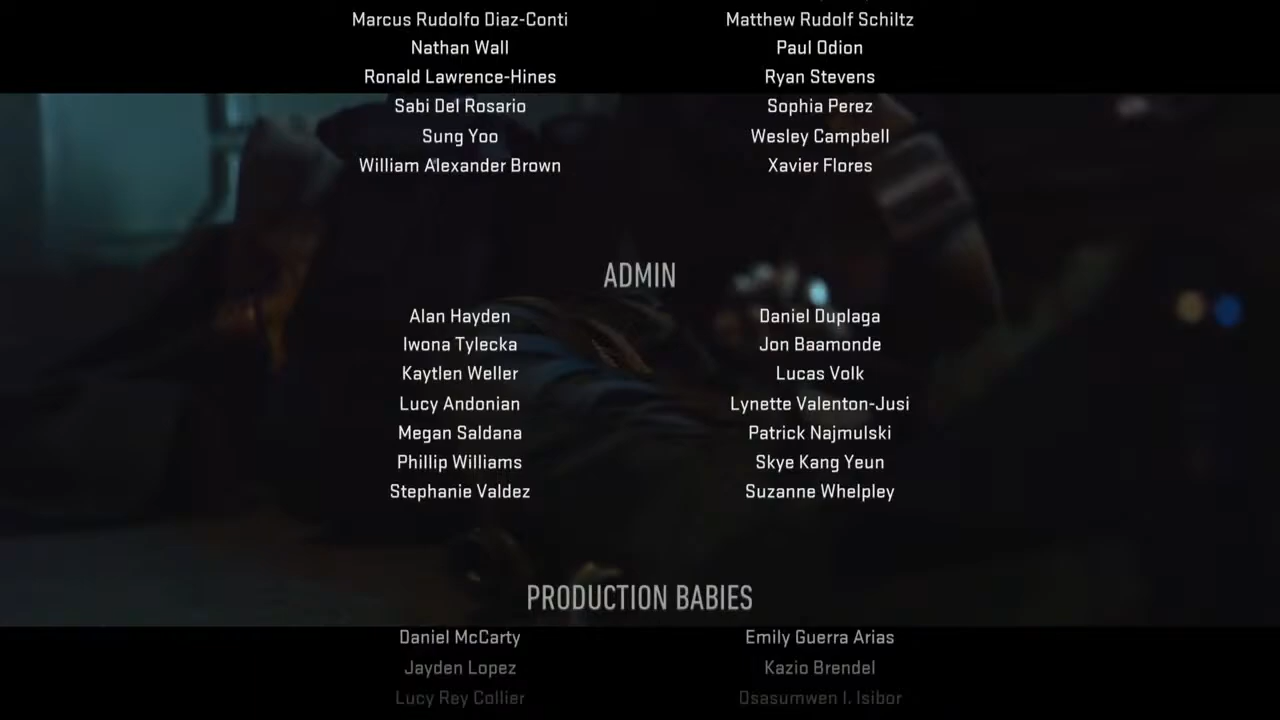 Marcus Rudolfo Diaz-Conti Matthew Rudolf Schiltz
Nathan Wall Paul Odion
Ronald Lawrence-Hines Ryan Stevens
Sabi Del Rosario Sophia Perez
Sung Yoo Wesley Campbell
William Alexander Brown Xavier Flores
ADMIN
Alan Hayden Daniel Duplaga
Iwona Tylecka Jon Baamonde
Kaytlen Weller Lucas Volk
Lucy Andonian Lynette Valenton-Jusi
Megan Saldana Patrick Najmulski
Phillip Williams Skye Kang Yeun
Stephanie Valdez Suzanne Whelpley
PRODUCTION BABIES
Daniel McCarty Emily Guerra Arias
Jayden Lopez Kazio Brendel
Lucy Rey Collier Osasumwen I. Isibor